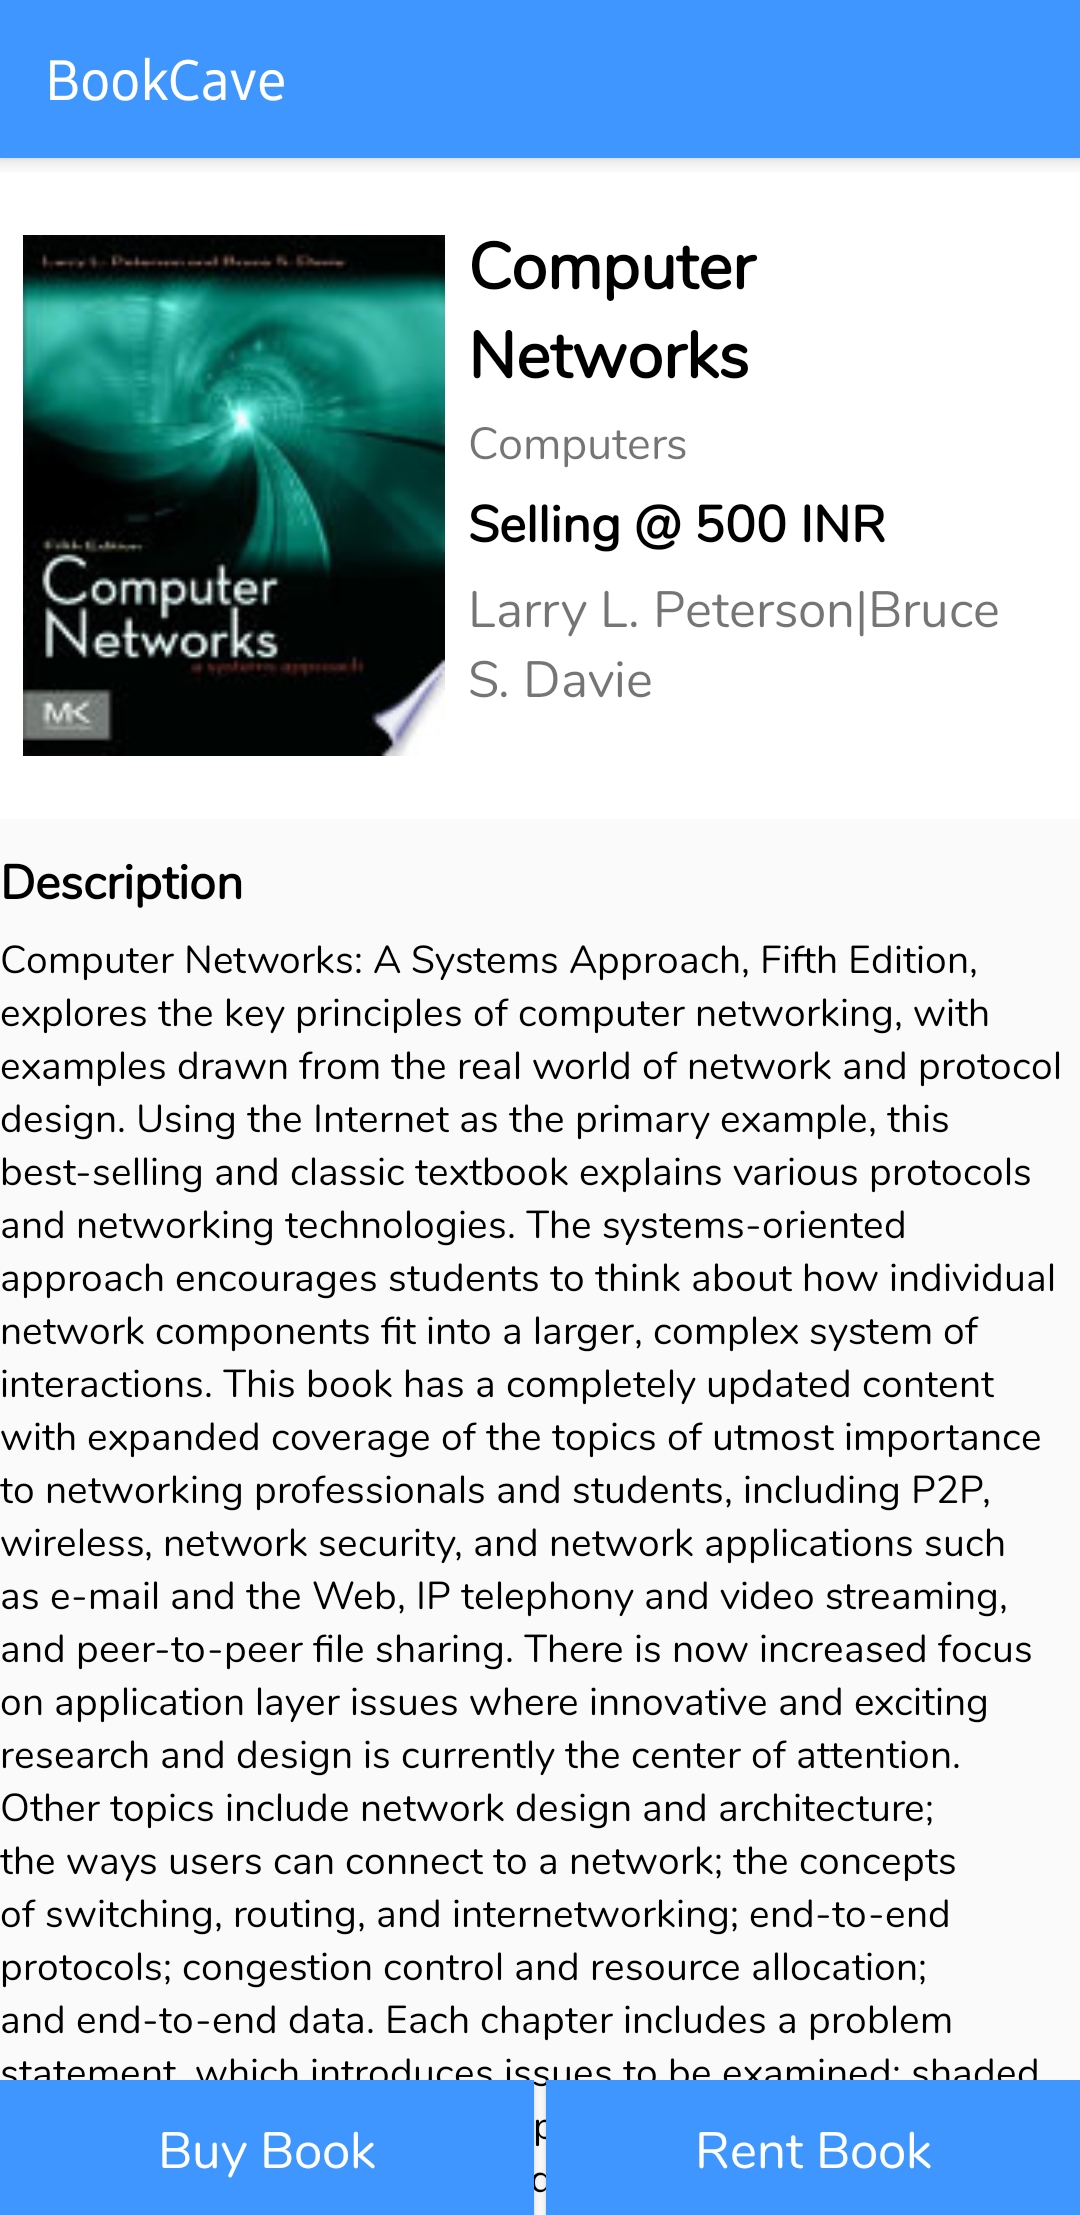 BookCave
Larry L. Peterson and Bruce S. Davie
Fifth Edition
Computer
Networks
a systems approach
MK
Computer
Networks
Computers
Selling @ 500 INR
Larry L. Peterson|Bruce
S. Davie
Description
Computer Networks: A Systems Approach, Fifth Edition,
explores the key principles of computer networking, with
examples drawn from the real world of network and protocol
design. Using the Internet as the primary example, this
best-selling and classic textbook explains various protocols
and networking technologies. The systems-oriented
approach encourages students to think about how individual
network components fit into a larger, complex system of
interactions. This book has a completely updated content
with expanded coverage of the topics of utmost importance
to networking professionals and students, including P2P,
wireless, network security, and network applications such
as e-mail and the Web, IP telephony and video streaming,
and peer-to-peer file sharing. There is now increased focus
on application layer issues where innovative and exciting
research and design is currently the center of attention.
Other topics include network design and architecture;
the ways users can connect to a network; the concepts
of switching, routing, and internetworking; end-to-end
protocols; congestion control and resource allocation;
and end-to-end data. Each chapter includes a problem
statement, which introduces issues to be examined; shaded
Buy Book
Rent Book